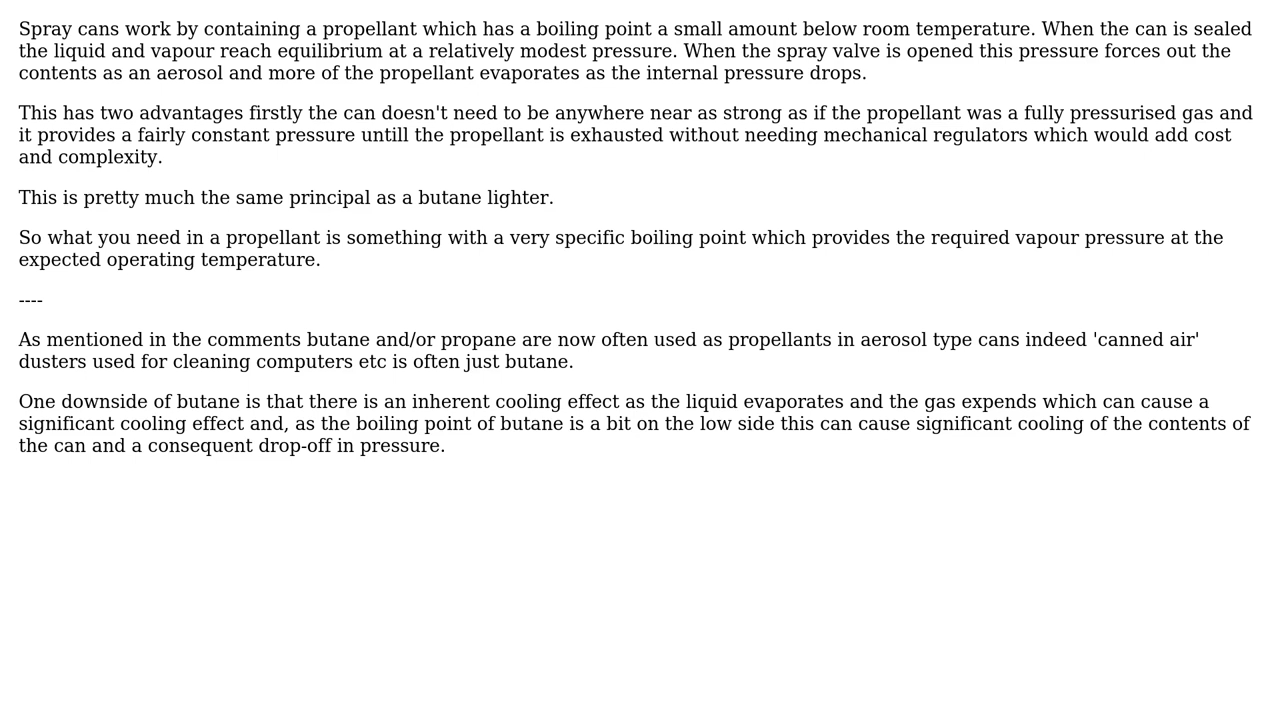 Spray cans work by containing a propellant which has a boiling point a small amount below room temperature. When the can is sealed
the liquid and vapour reach equilibrium at a relatively modest pressure. When the spray valve is opened this pressure forces out the
contents as an aerosol and more of the propellant evaporates as the internal pressure drops.
This has two advantages firstly the can doesn't need to be anywhere near as strong as if the propellant was a fully pressurised gas and
it provides a fairly constant pressure untill the propellant is exhausted without needing mechanical regulators which would add cost
and complexity.
This is pretty much the same principal as a butane lighter.
So what you need in a propellant is something with a very specific boiling point which provides the required vapour pressure at the
expected operating temperature.
----
As mentioned in the comments butane and/or propane are now often used as propellants in aerosol type cans indeed 'canned air'
dusters used for cleaning computers etc is often just butane.
One downside of butane is that there is an inherent cooling effect as the liquid evaporates and the gas expends which can cause a
significant cooling effect and, as the boiling point of butane is a bit on the low side this can cause significant cooling of the contents of
the can and a consequent drop-off in pressure.